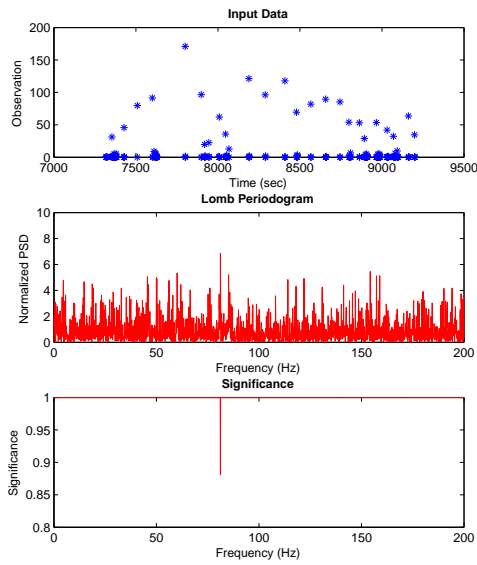 Input Data
200
150
100
50
0
Observation
7000 7500 8000 8500 9000 9500
Time (sec)
Lomb Periodogram
10
8
6
4
2
0
Normalized PSD
0 50 100 150 200
Frequency (Hz)
Significance
1
0.95
0.9
0.85
0.8
Significance
0 50 100 150 200
Frequency (Hz)